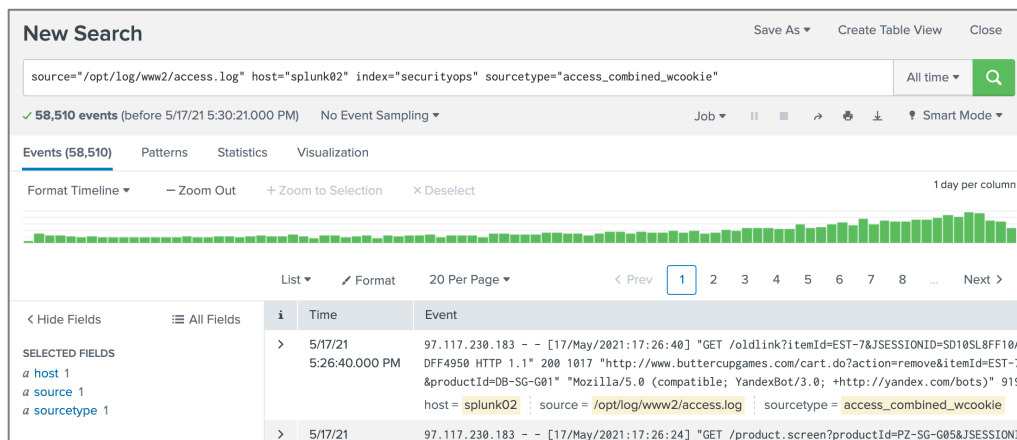 New Search
Save As ▾ Create Table View Close
source="/opt/log/www2/access.log" host="splunk02" index="securityops" sourcetype="access_combined_wcookie"
All time ▾
✓ 58,510 events (before 5/17/21 5:30:21.000 PM) No Event Sampling ▾
Job ▾ Smart Mode ▾
Events (58,510) Patterns Statistics Visualization
Format Timeline ▾ — Zoom Out + Zoom to Selection × Deselect
1 day per column
List ▾ Format 20 Per Page ▾ < Prev 1 2 3 4 5 6 7 8 ... Next >
< Hide Fields All Fields
i Time Event
SELECTED FIELDS
a host 1
a source 1
a sourcetype 1
> 5/17/21
5:26:40.000 PM
97.117.230.183 - - [17/May/2021:17:26:40] "GET /oldlink?itemId=EST-7&JSESSIONID=SD10SL8FF10A
DFF4950 HTTP 1.1" 200 1017 "http://www.buttercupgames.com/cart.do?action=remove&itemId=EST-7
&productId=DB-SG-G01" "Mozilla/5.0 (compatible; YandexBot/3.0; +http://yandex.com/bots)" 919
host = splunk02 source = /opt/log/www2/access.log sourcetype = access_combined_wcookie
> 5/17/21
97.117.230.183 - - [17/May/2021:17:26:24] "GET /product.screen?productId=PZ-SG-G05&JSESSIONI